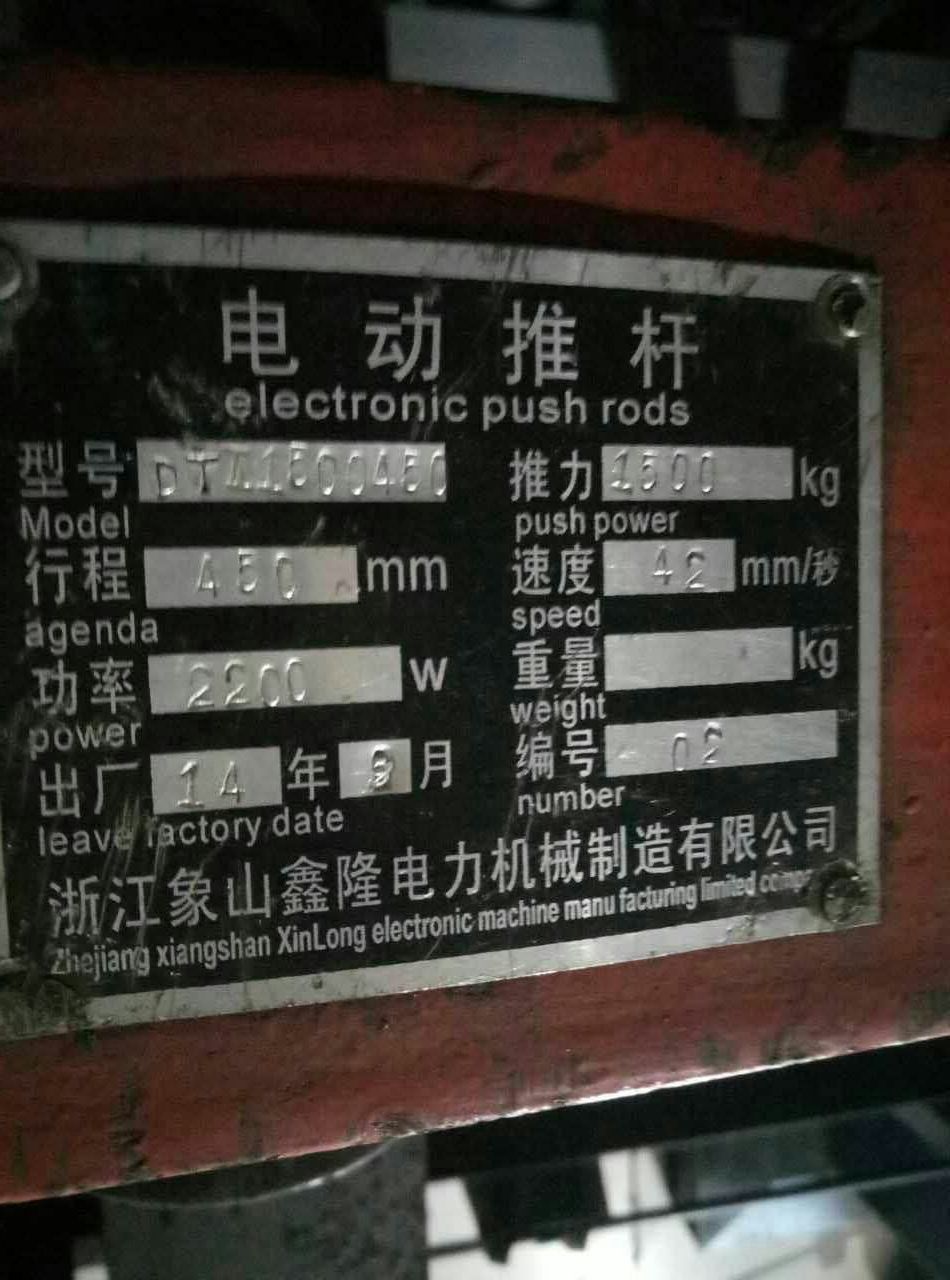 电动推杆
electronic push rods
型号 1500450 推力 1500 kg
Model push power
行程 450 mm 速度 42 mm/秒
agenda speed
功率 2200 W 重量 kg
power weight
出厂 14 年 月 编号 02
leave factory date number
浙江象山鑫隆电力机械制造有限公司
Zhejiang xiangshan XinLong electronic machine manu facturing limited